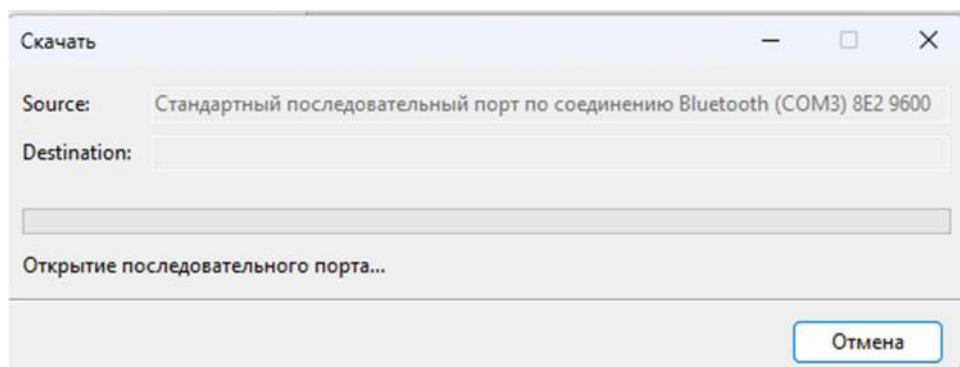 Скачать
Source: Стандартный последовательный порт по соединению Bluetooth (COM3) 8E2 9600
Destination:
Открытие последовательного порта...
Отмена